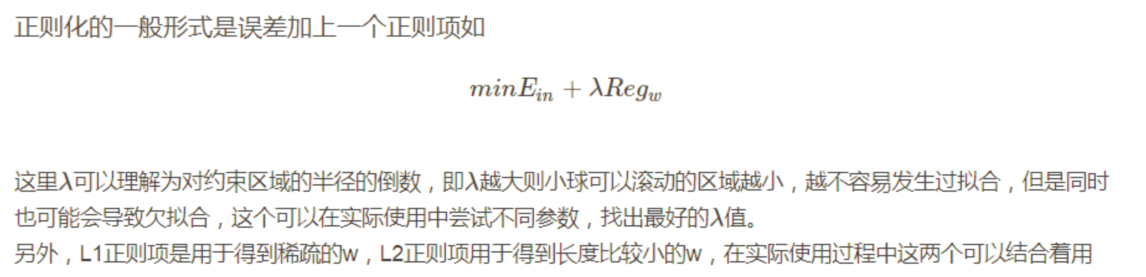 正则化的一般形式是误差加上一个正则项如
minE_{in} + λReg_w
这里λ可以理解为对约束区域的半径的倒数，即λ越大则小球可以滚动的区域越小，越不容易发生过拟合，但是同时
也可能会导致欠拟合，这个可以在实际使用中尝试不同参数，找出最好的λ值。
另外，L1正则项是用于得到稀疏的w，L2正则项用于得到长度比较小的w，在实际使用过程中这两个可以结合着用